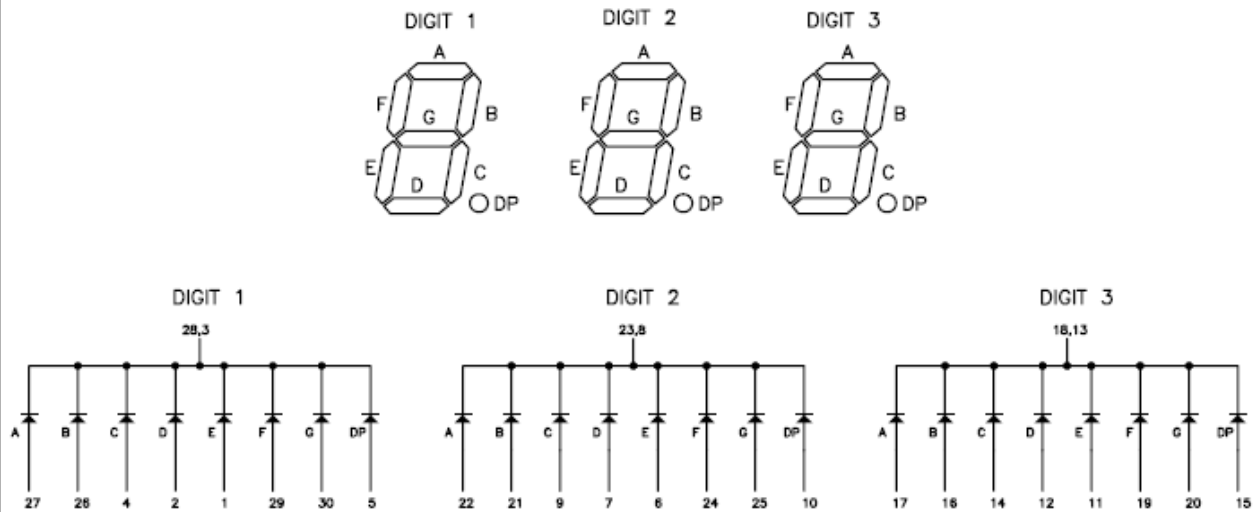 DIGIT 1 DIGIT 2 DIGIT 3
A A A
F B F B F B
G G G
E C E C E C
D D D
DP DP DP
DIGIT 1 DIGIT 2 DIGIT 3
28,3 23,8 18,13
A B C D E F G DP A B C D E F G DP A B C D E F G DP
27 26 4 2 1 29 30 5 22 21 9 7 6 24 25 10 17 16 14 12 11 19 20 15